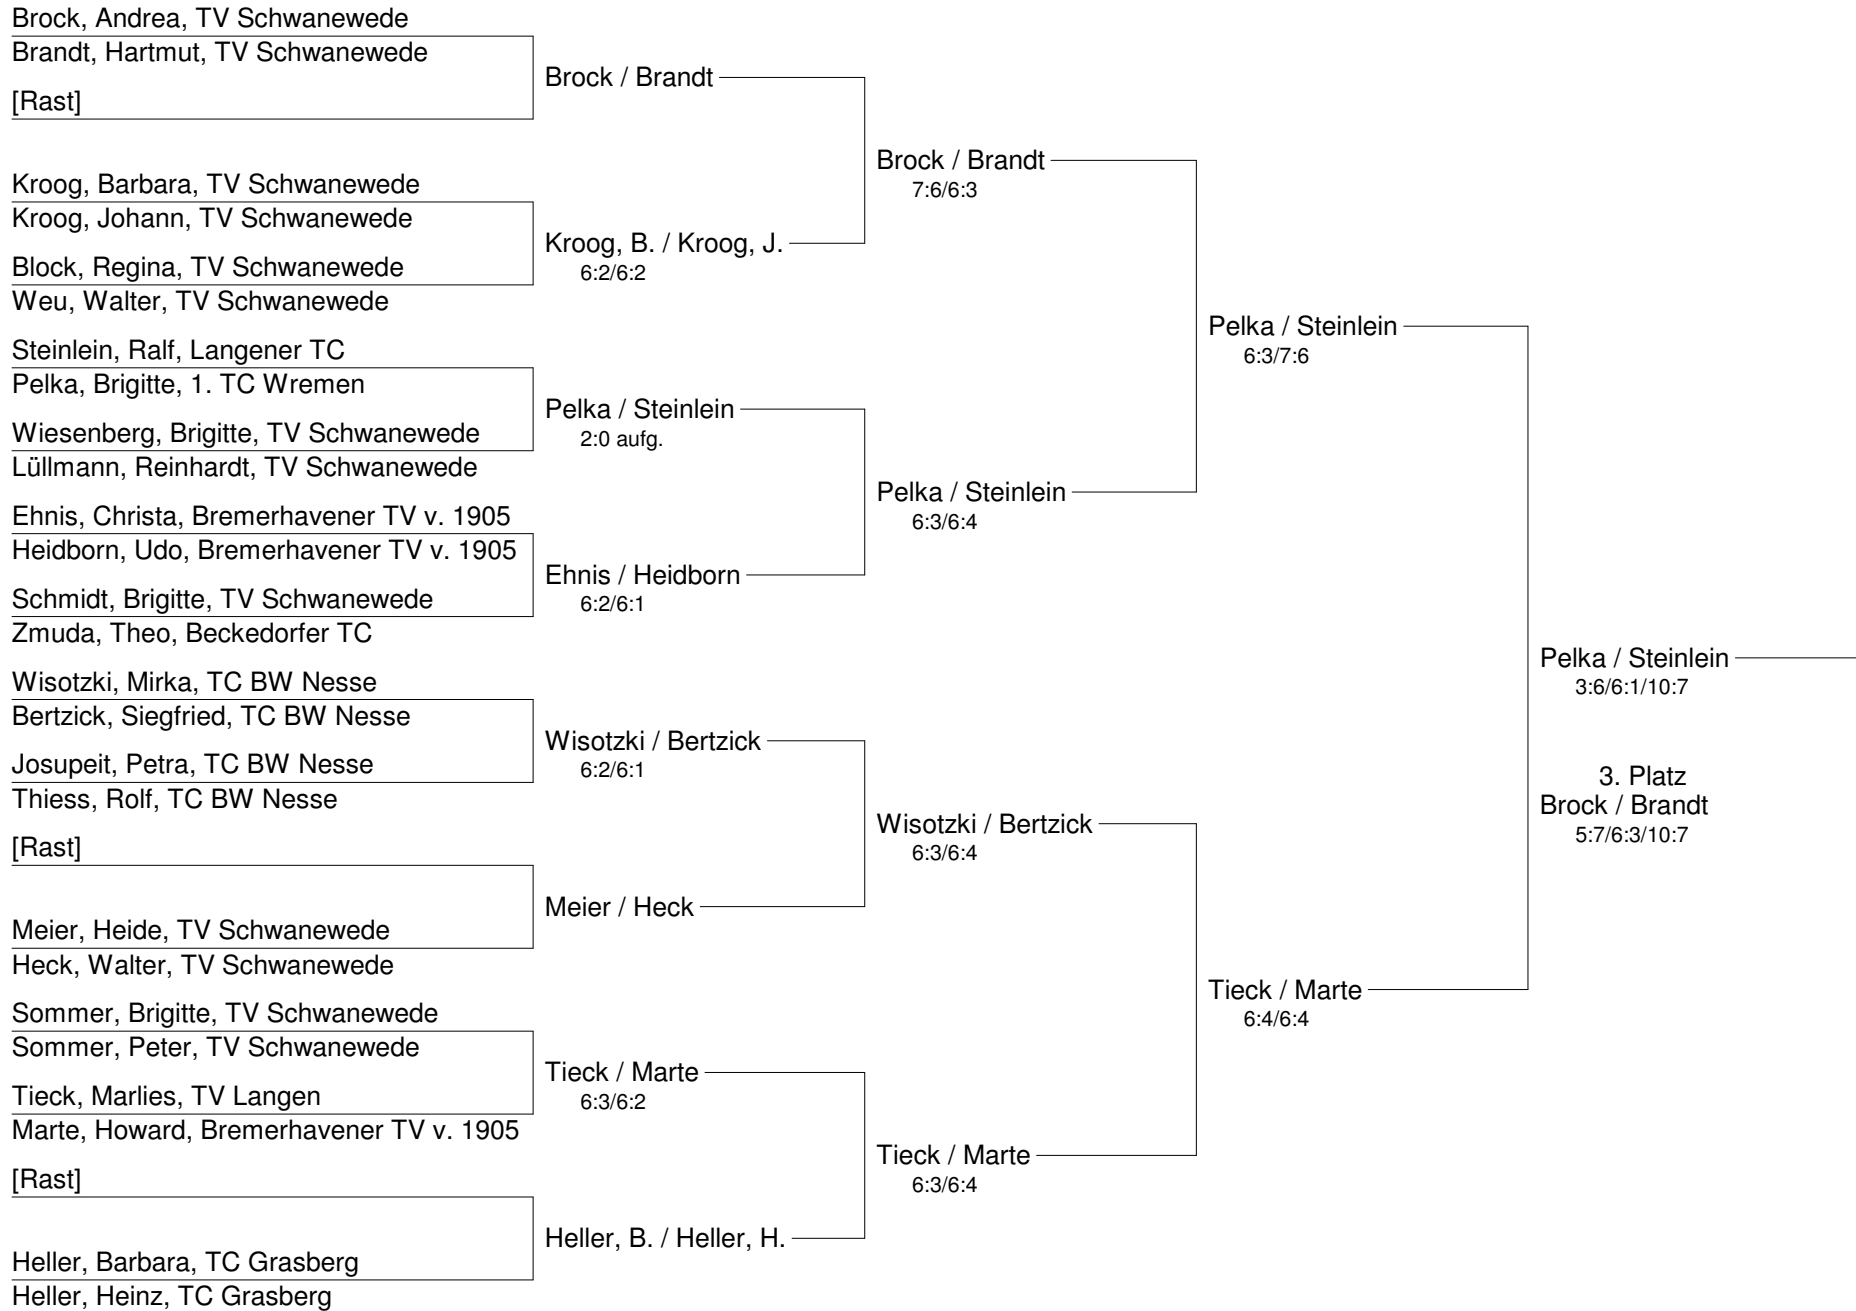 Brock, Andrea, TV Schwanewede
Brandt, Hartmut, TV Schwanewede
[Rast]
Kroog, Barbara, TV Schwanewede
Kroog, Johann, TV Schwanewede
Block, Regina, TV Schwanewede
Weu, Walter, TV Schwanewede
Steinlein, Ralf, Langener TC
Pelka, Brigitte, 1. TC Wremen
Wiesenberg, Brigitte, TV Schwanewede
Lüllmann, Reinhardt, TV Schwanewede
Ehnis, Christa, Bremerhavener TV v. 1905
Heidborn, Udo, Bremerhavener TV v. 1905
Schmidt, Brigitte, TV Schwanewede
Zmuda, Theo, Beckedorfer TC
Wisotzki, Mirka, TC BW Nesse
Bertzick, Siegfried, TC BW Nesse
Josupeit, Petra, TC BW Nesse
Thiess, Rolf, TC BW Nesse
[Rast]
Meier, Heide, TV Schwanewede
Heck, Walter, TV Schwanewede
Sommer, Brigitte, TV Schwanewede
Sommer, Peter, TV Schwanewede
Tieck, Marlies, TV Langen
Marte, Howard, Bremerhavener TV v. 1905
[Rast]
Heller, Barbara, TC Grasberg
Heller, Heinz, TC Grasberg
Brock / Brandt
Kroog, B. / Kroog, J.
6:2/6:2
Pelka / Steinlein
2:0 aufg.
Ehnis / Heidborn
6:2/6:1
Wisotzki / Bertzick
6:2/6:1
Meier / Heck
Tieck / Marte
6:3/6:2
Heller, B. / Heller, H.
Brock / Brandt
7:6/6:3
Pelka / Steinlein
6:3/6:4
Wisotzki / Bertzick
6:3/6:4
Tieck / Marte
6:3/6:4
Pelka / Steinlein
6:3/7:6
Tieck / Marte
6:4/6:4
Pelka / Steinlein
3:6/6:1/10:7
3. Platz
Brock / Brandt
5:7/6:3/10:7